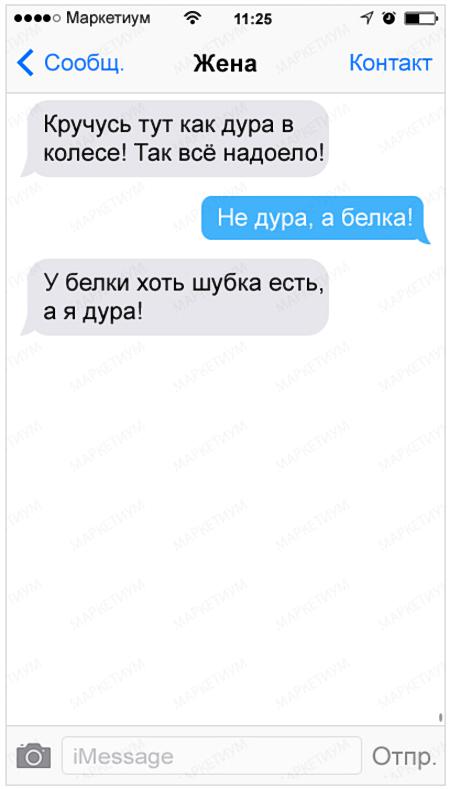 Маркетиум 11:25
Сообщ. Жена Контакт
Кручусь тут как дура в
колесе! Так всё надоело!
Не дура, а белка!
У белки хоть шубка есть,
а я дура!
iMessage Отпр.
МАРКЕТИУМ